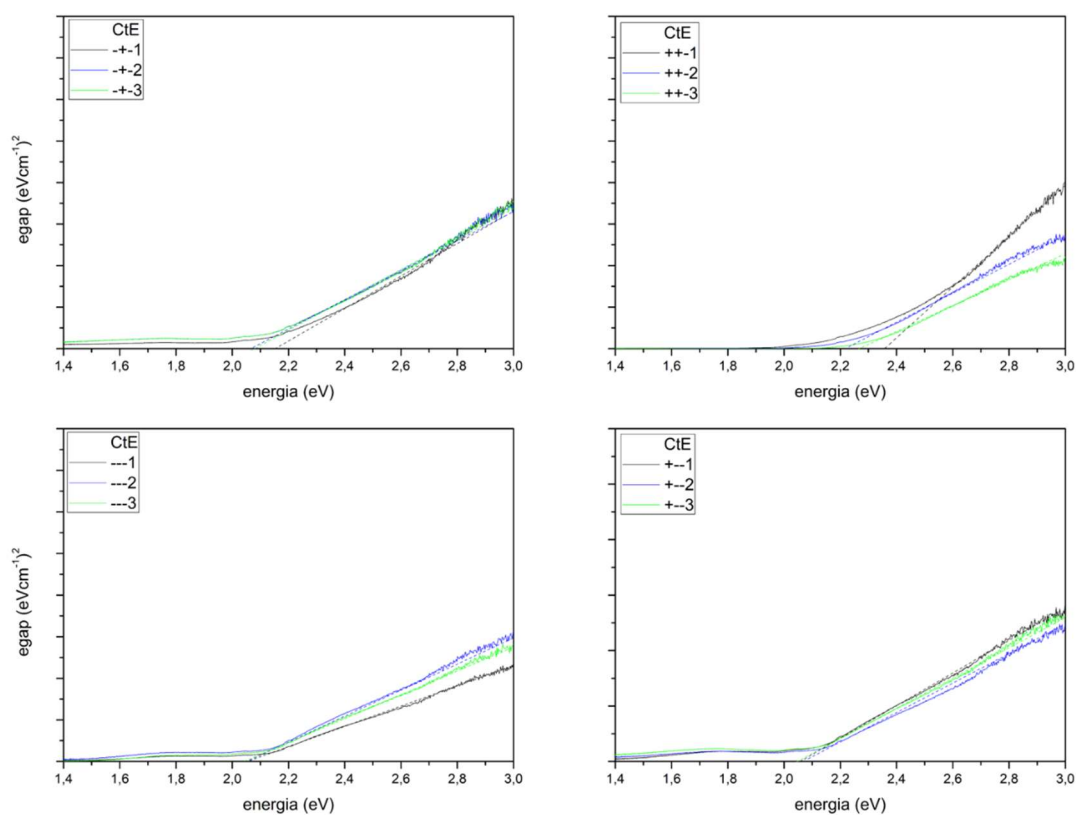 CtE
-+-1
-+-2
-+-3
egap (eVcm⁻¹)²
1,4 1,6 1,8 2,0 2,2 2,4 2,6 2,8 3,0
energia (eV)
CtE
++-1
++-2
++-3
1,4 1,6 1,8 2,0 2,2 2,4 2,6 2,8 3,0
energia (eV)
CtE
---1
---2
---3
egap (eVcm⁻¹)²
1,4 1,6 1,8 2,0 2,2 2,4 2,6 2,8 3,0
energia (eV)
CtE
+--1
+--2
+--3
1,4 1,6 1,8 2,0 2,2 2,4 2,6 2,8 3,0
energia (eV)